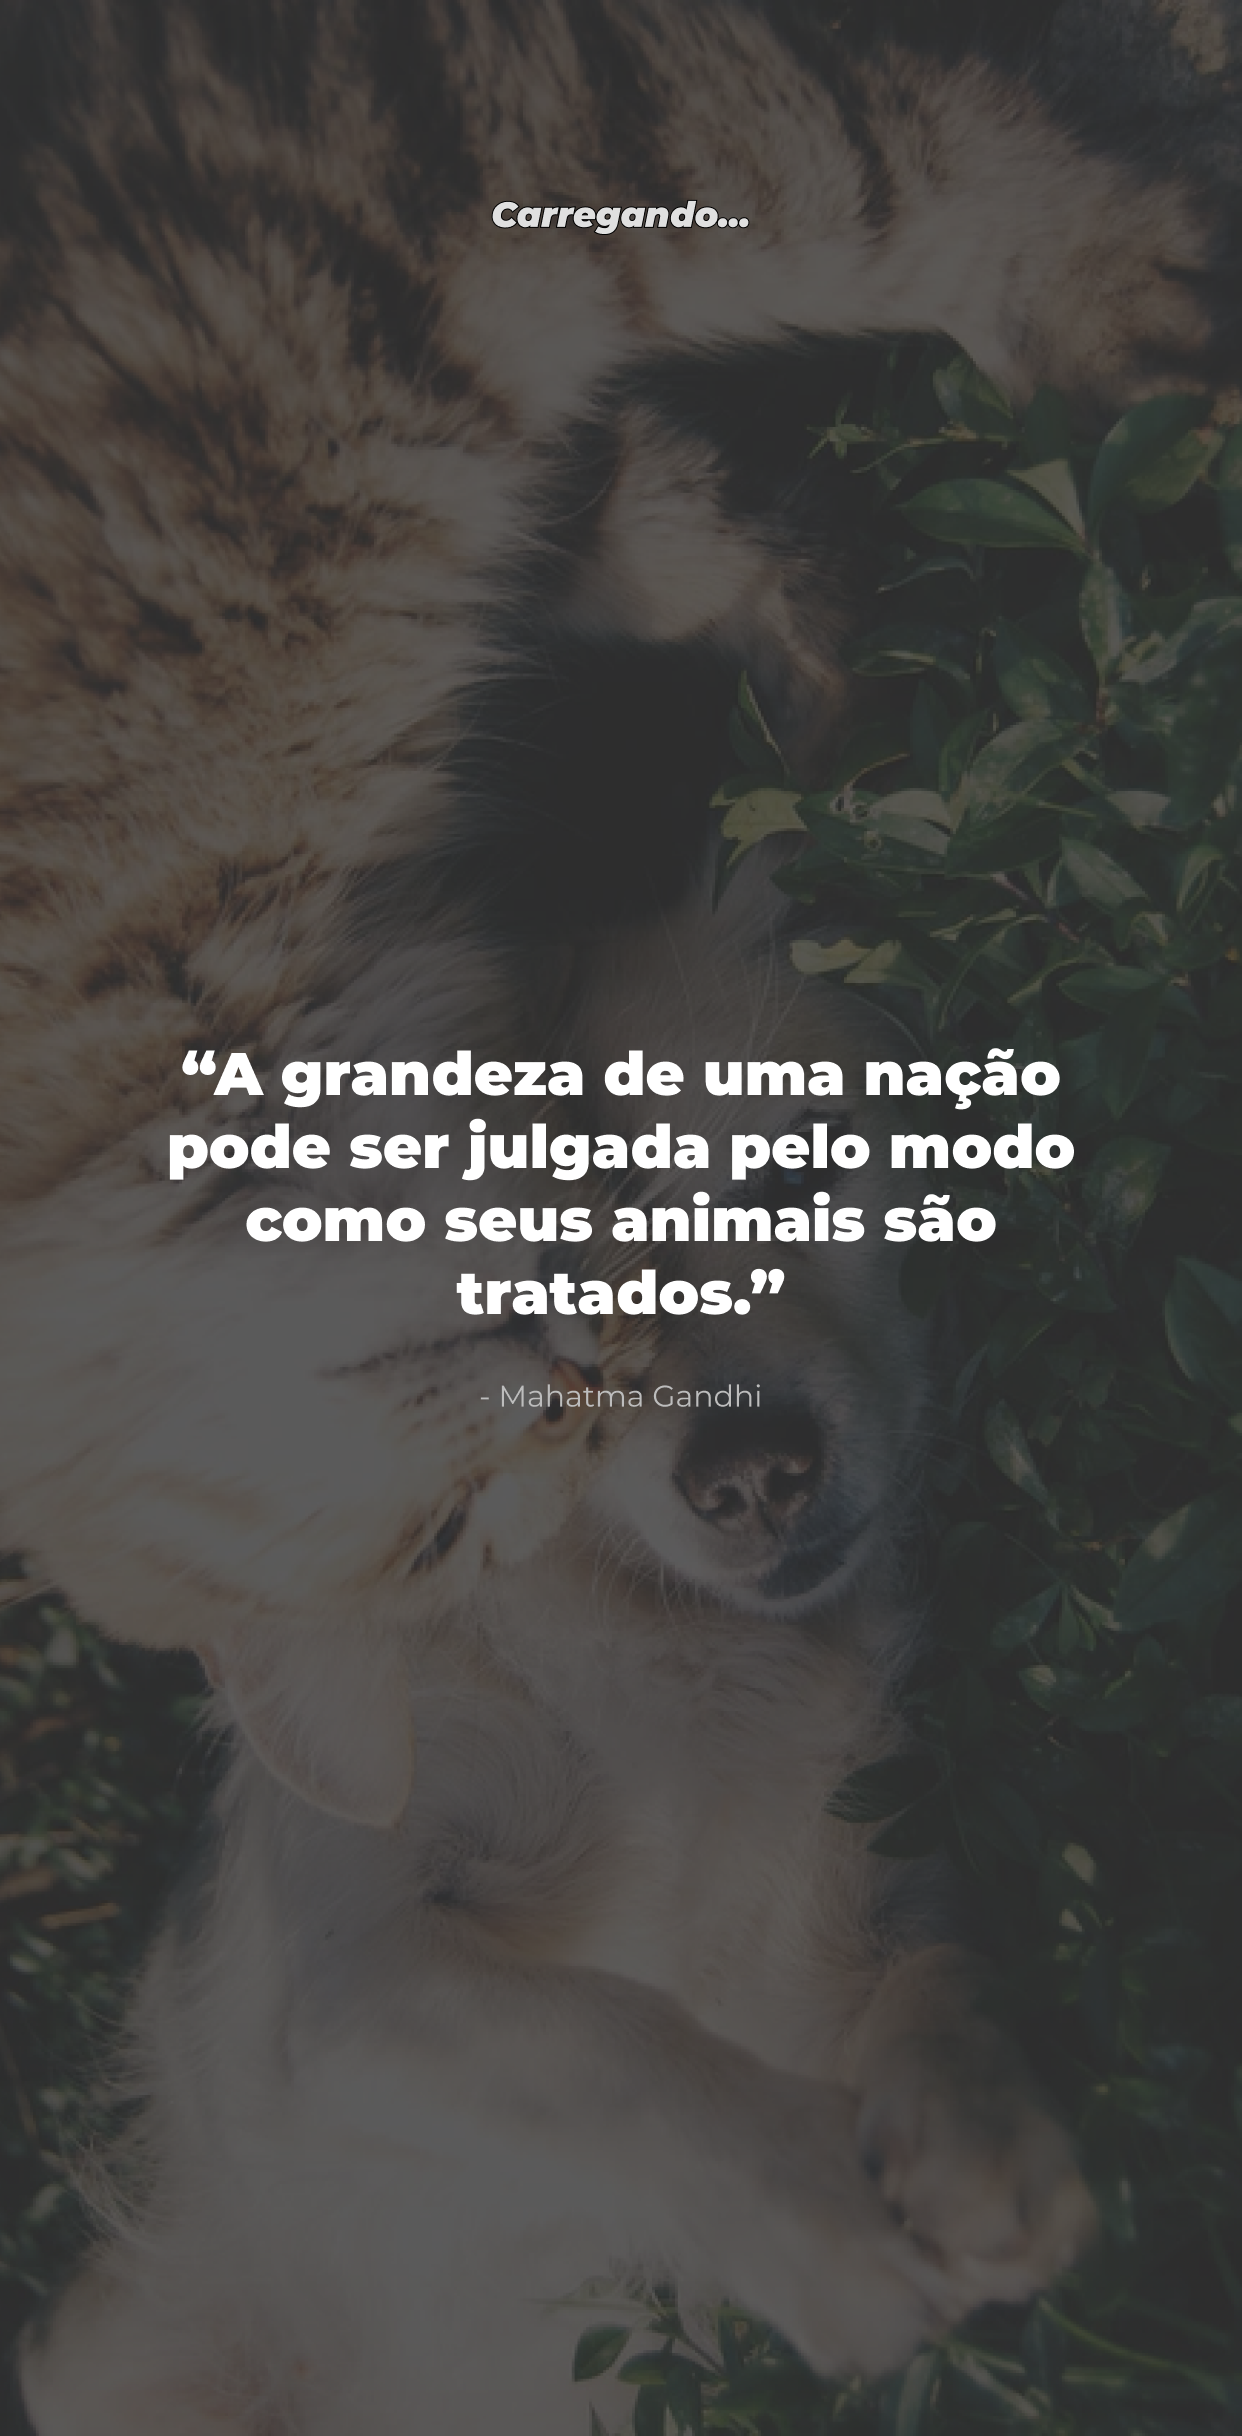 Carregando...
“A grandeza de uma nação
pode ser julgada pelo modo
como seus animais são
tratados.”
- Mahatma Gandhi